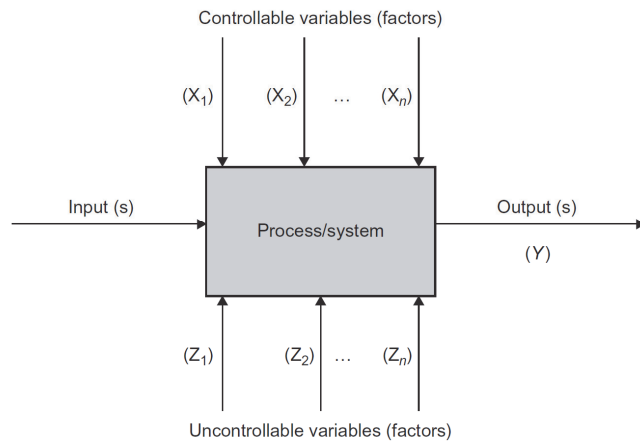 Controllable variables (factors)
(X₁) (X₂) ... (Xₙ)
Input (s)
Process/system
Output (s)
(Y)
(Z₁) (Z₂) ... (Zₙ)
Uncontrollable variables (factors)